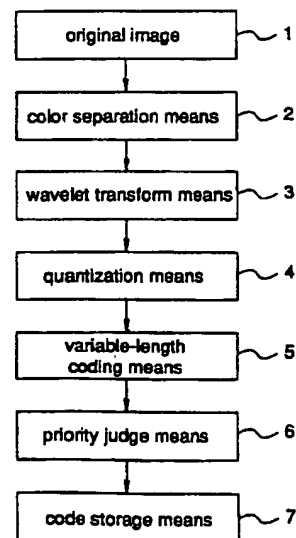 original image 1
color separation means 2
wavelet transform means 3
quantization means 4
variable-length
coding means 5
priority judge means 6
code storage means 7